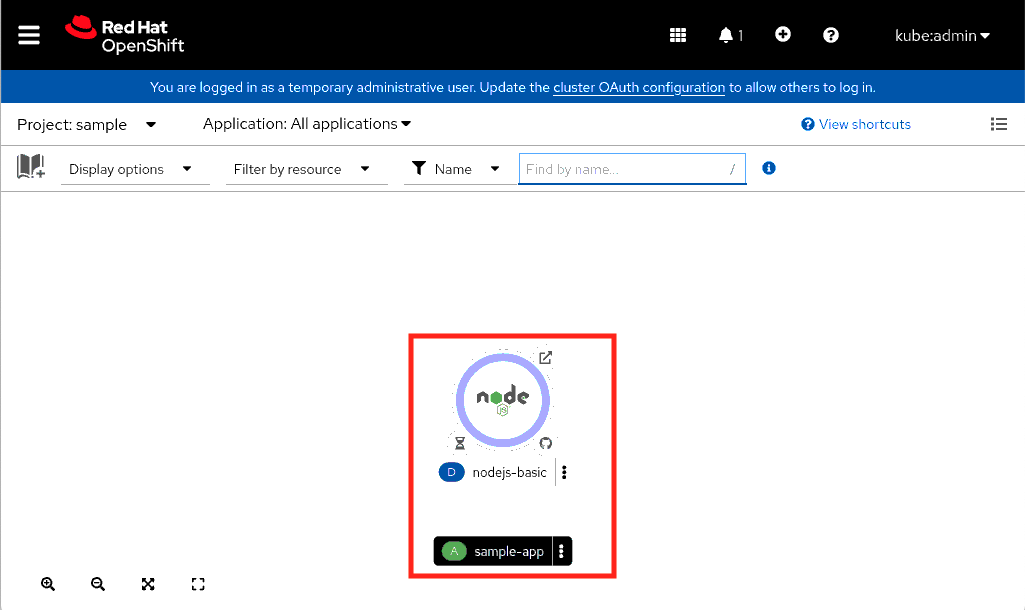 Red Hat
OpenShift
1
kube:admin
You are logged in as a temporary administrative user. Update the cluster OAuth configuration to allow others to log in.
Project: sample
Application: All applications
View shortcuts
Display options
Filter by resource
Name
Find by name...
/
node
JS
D
nodejs-basic
A
sample-app